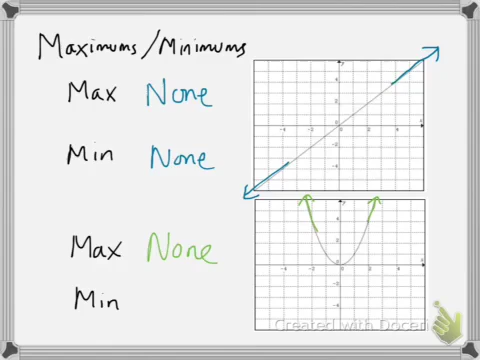 Maximums/Minimums
Max None
Min None
Max None
Min
Created with Doceri